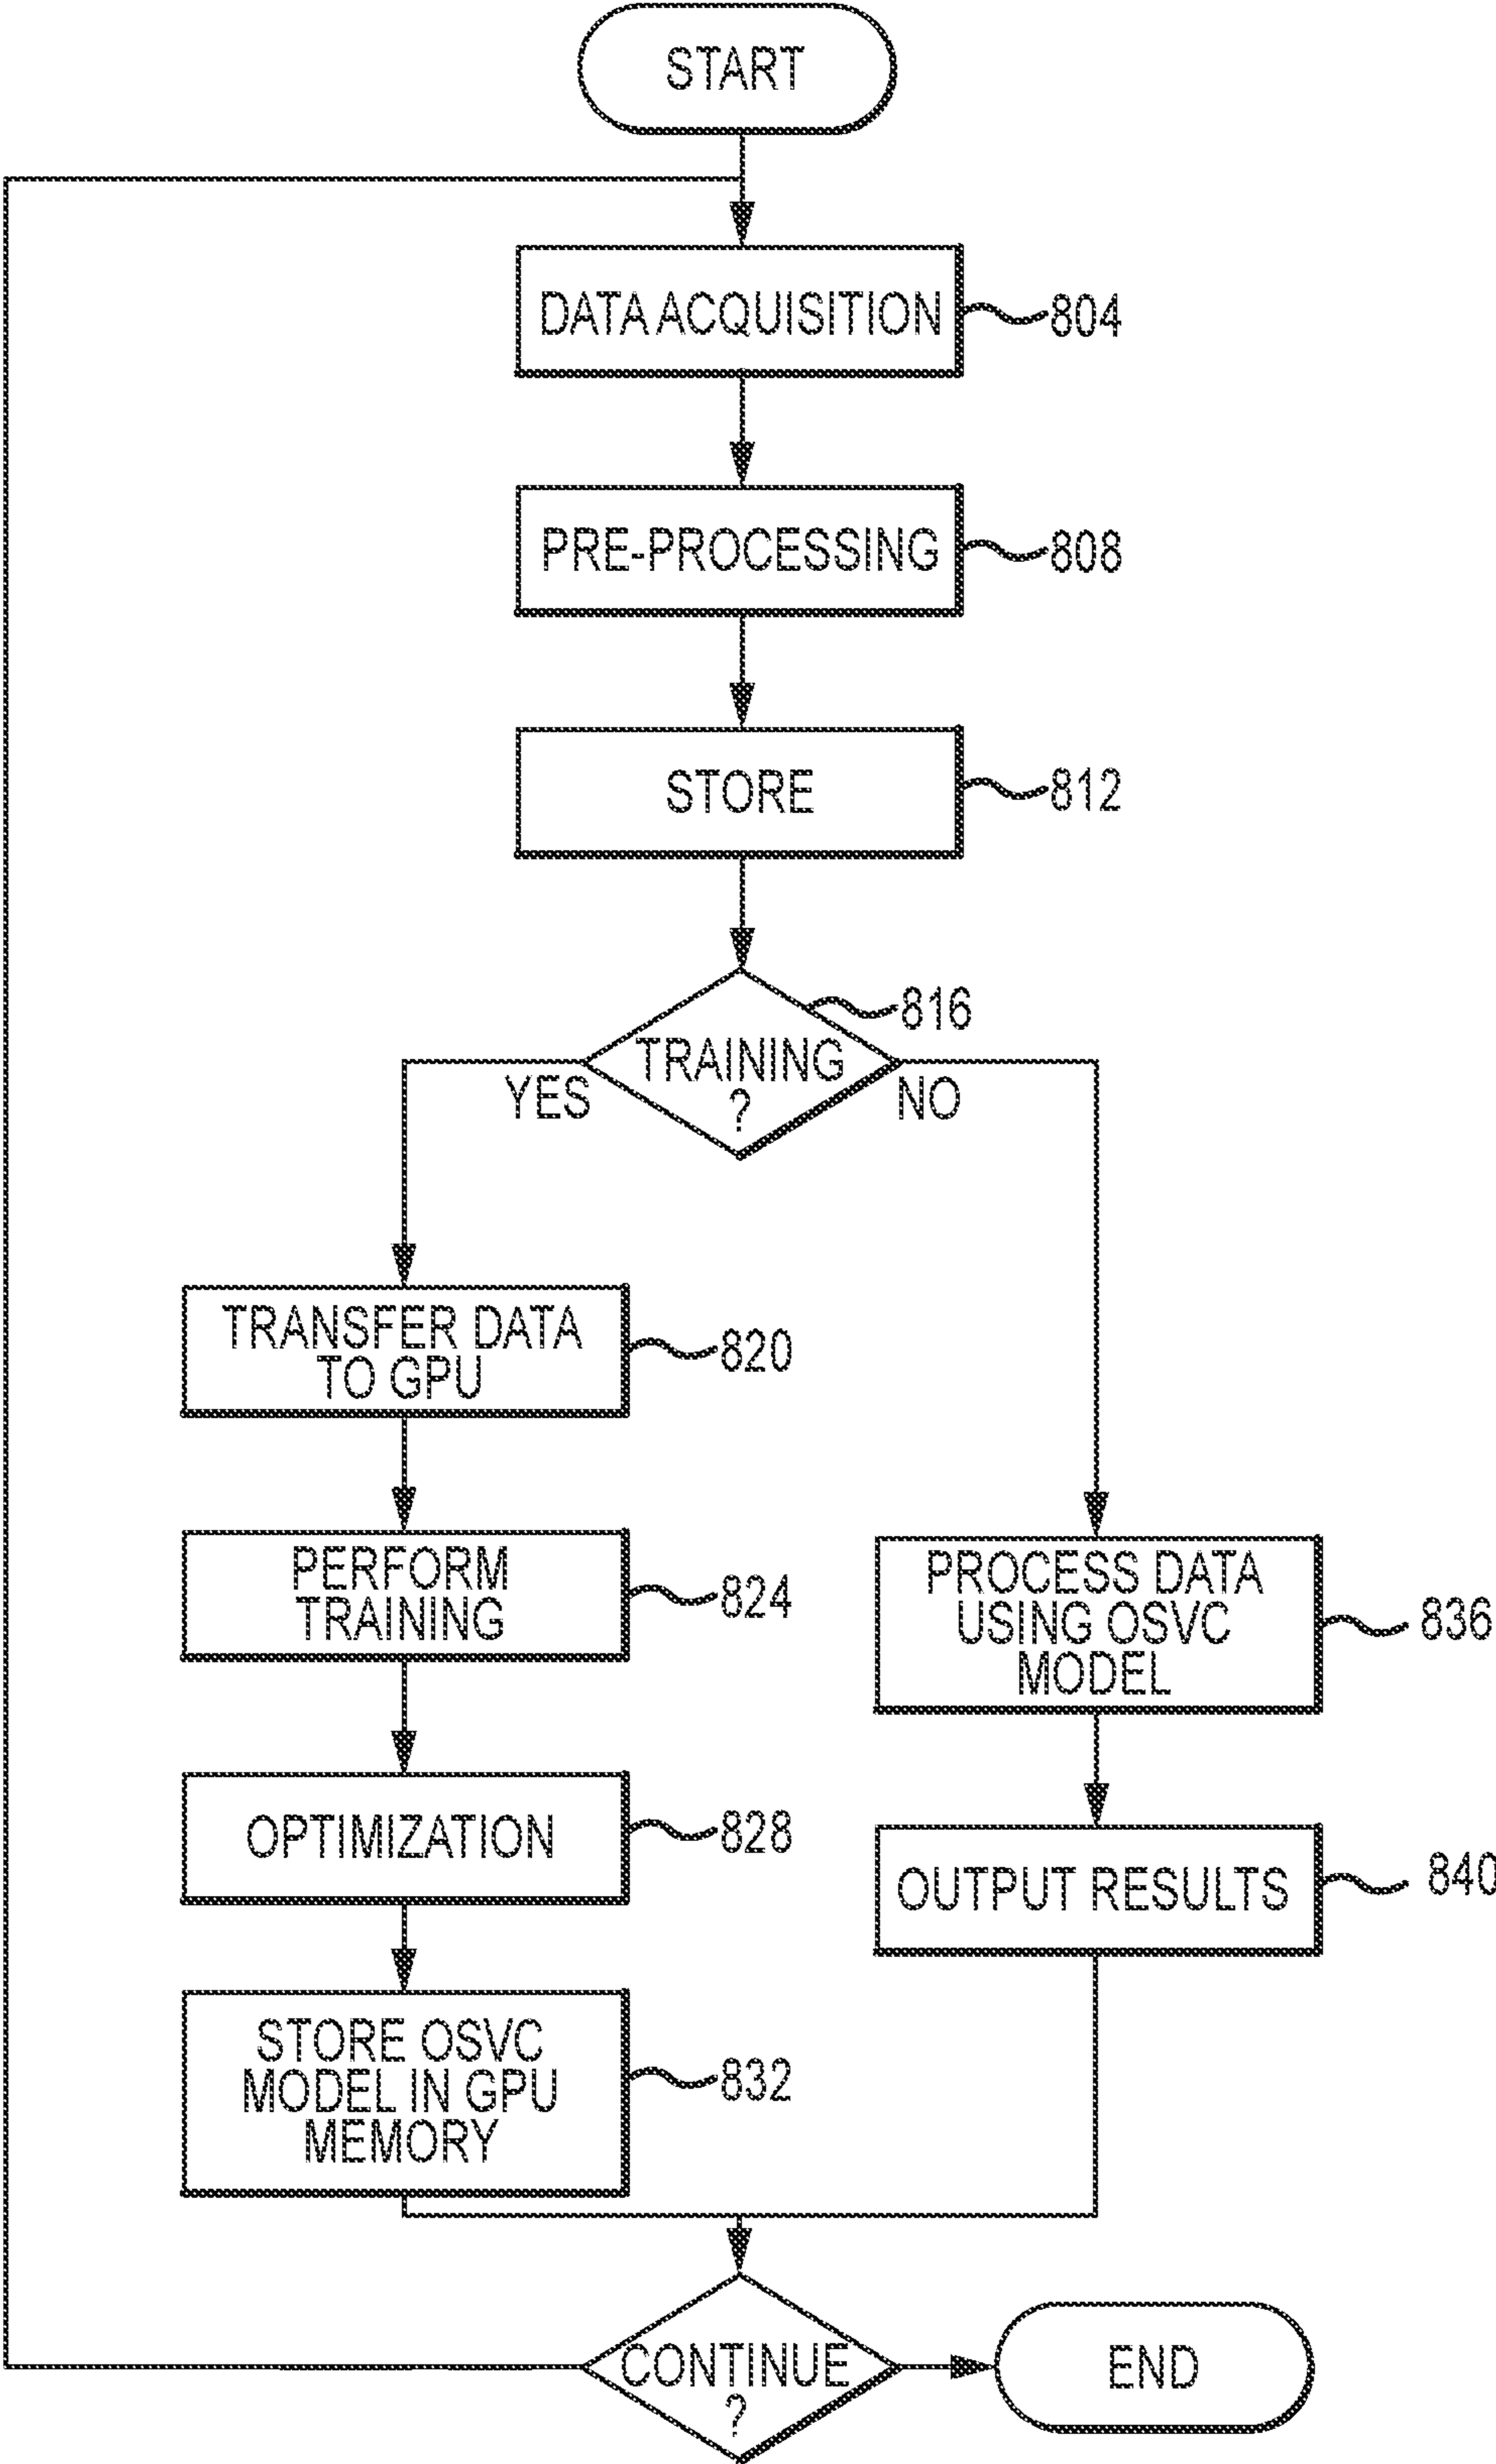 START
DATA ACQUISITION
804
PRE-PROCESSING
808
STORE
812
816
TRAINING
?
YES
NO
TRANSFER DATA
TO GPU
820
PERFORM
TRAINING
824
OPTIMIZATION
828
STORE OSVC
MODEL IN GPU
MEMORY
832
PROCESS DATA
USING OSVC
MODEL
836
OUTPUT RESULTS
840
CONTINUE
?
END